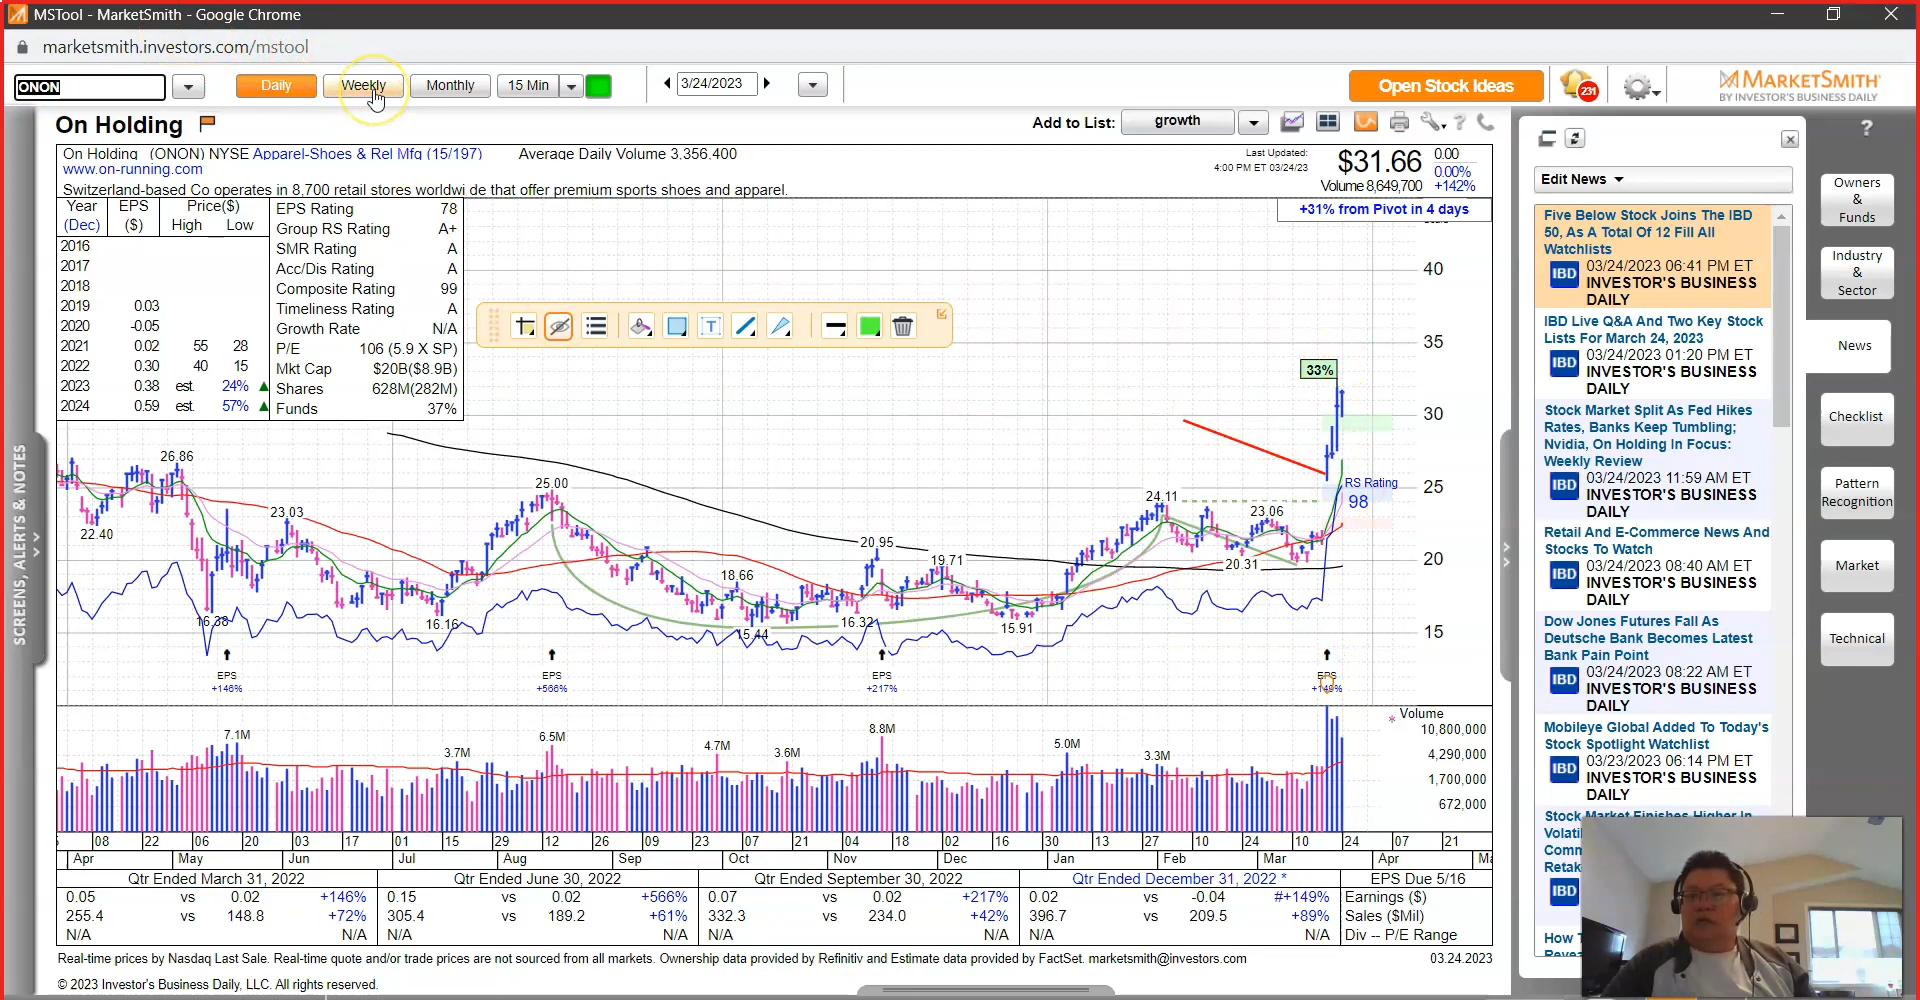 MSTool - MarketSmith - Google Chrome
marketsmith.investors.com/mstool
ONON Daily Weekly Monthly 15 Min 3/24/2023 Open Stock Ideas 231 MARKETSMITH
BY INVESTOR'S BUSINESS DAILY
On Holding Add to List: growth
On Holding (ONON) NYSE Apparel-Shoes & Rel Mfg (15/197) Average Daily Volume 3,356,400
www.on-running.com
Switzerland-based Co operates in 8,700 retail stores worldwi de that offer premium sports shoes and apparel.
Last Updated:
4:00 PM ET 03/24/23
$31.66 0.00
0.00%
Volume 8,649,700 +142%
+31% from Pivot in 4 days
Year EPS Price($)
(Dec) ($) High Low
2016
2017
2018
2019 0.03
2020 -0.05
2021 0.02 55 28
2022 0.30 40 15
2023 0.38 est. 24%
2024 0.59 est. 57%
EPS Rating 78
Group RS Rating A+
SMR Rating A
Acc/Dis Rating A
Composite Rating 99
Timeliness Rating A
Growth Rate N/A
P/E 106 (5.9 X SP)
Mkt Cap $20B($8.9B)
Shares 628M(282M)
Funds 37%
T
40
35
30
25
20
15
33%
RS Rating
98
26.86
22.40
23.03
16.38
16.16
25.00
18.66
15.44
20.95
16.32
19.71
15.91
24.11
23.06
20.31
EPS EPS EPS EPS
+146% +566% +217% +149%
Volume
10,800,000
4,290,000
1,700,000
672,000
7.1M 3.7M 6.5M 4.7M 3.6M 8.8M 5.0M 3.3M
08 22 06 20 03 17 01 15 29 12 26 09 23 07 21 04 18 02 16 30 13 27 10 24 10 24 07 21
Apr May Jun Jul Aug Sep Oct Nov Dec Jan Feb Mar Apr
Qtr Ended March 31, 2022 Qtr Ended June 30, 2022 Qtr Ended September 30, 2022 Qtr Ended December 31, 2022 * EPS Due 5/16
0.05 vs 0.02 +146% 0.15 vs 0.02 +566% 0.07 vs 0.02 +217% 0.02 vs -0.04 #+149% Earnings ($)
255.4 vs 148.8 +72% 305.4 vs 189.2 +61% 332.3 vs 234.0 +42% 396.7 vs 209.5 +89% Sales ($Mil)
N/A N/A N/A N/A N/A N/A N/A N/A Div -- P/E Range
Real-time prices by Nasdaq Last Sale. Real-time quote and/or trade prices are not sourced from all markets. Ownership data provided by Refinitiv and Estimate data provided by FactSet. marketsmith@investors.com 03.24.2023
© 2023 Investor's Business Daily, LLC. All rights reserved.
SCREENS, ALERTS & NOTES
Edit News
Five Below Stock Joins The IBD
50, As A Total Of 12 Fill All
Watchlists
IBD 03/24/2023 06:41 PM ET
INVESTOR'S BUSINESS
DAILY
IBD Live Q&A And Two Key Stock
Lists For March 24, 2023
IBD 03/24/2023 01:20 PM ET
INVESTOR'S BUSINESS
DAILY
Stock Market Split As Fed Hikes
Rates, Banks Keep Tumbling;
Nvidia, On Holding In Focus:
Weekly Review
IBD 03/24/2023 11:59 AM ET
INVESTOR'S BUSINESS
DAILY
Retail And E-Commerce News And
Stocks To Watch
IBD 03/24/2023 08:40 AM ET
INVESTOR'S BUSINESS
DAILY
Dow Jones Futures Fall As
Deutsche Bank Becomes Latest
Bank Pain Point
IBD 03/24/2023 08:22 AM ET
INVESTOR'S BUSINESS
DAILY
Mobileye Global Added To Today's
Stock Spotlight Watchlist
IBD 03/23/2023 06:14 PM ET
INVESTOR'S BUSINESS
DAILY
Stock Market Finishes Higher In
IBD
How
?
Owners
&
Funds
Industry
&
Sector
News
Checklist
Pattern
Recognition
Market
Technical